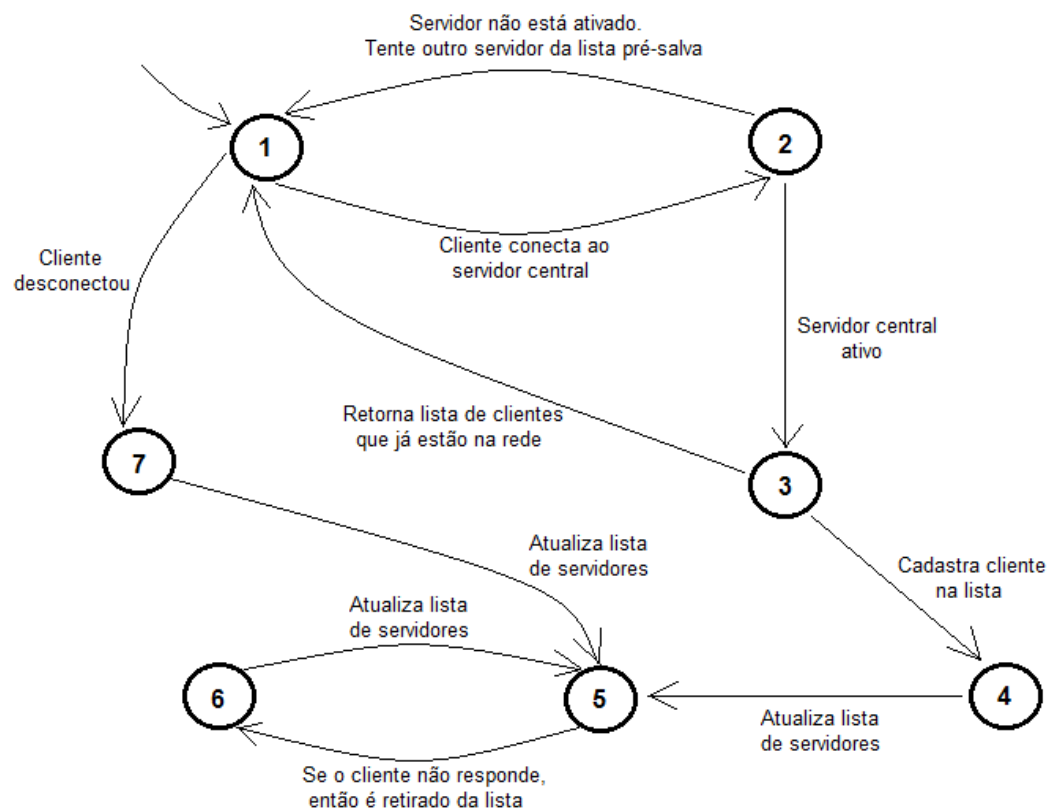 Servidor não está ativado.
Tente outro servidor da lista pré-salva
1
2
Cliente conecta ao
servidor central
Cliente
desconectou
Servidor central
ativo
Retorna lista de clientes
que já estão na rede
7
3
Atualiza lista
de servidores
Cadastra cliente
na lista
Atualiza lista
de servidores
6
5
4
Atualiza lista
de servidores
Se o cliente não responde,
então é retirado da lista